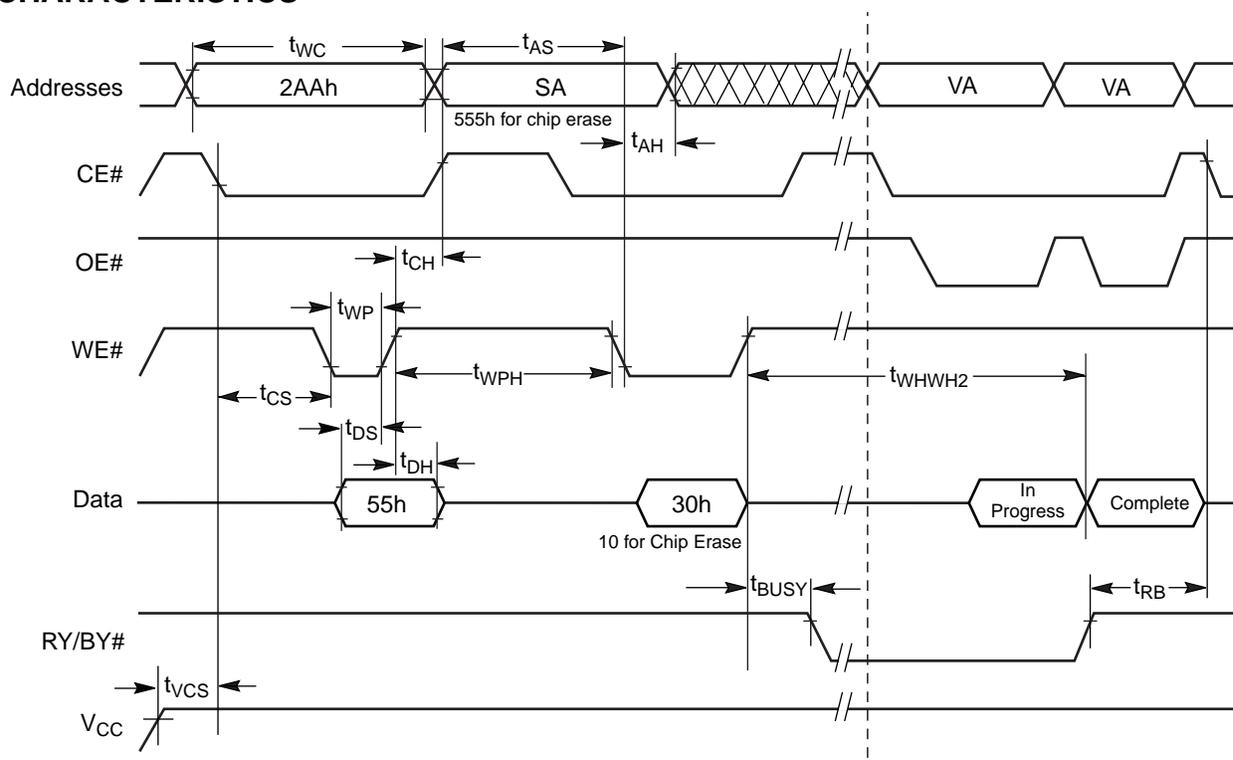 CHARACTERISTICS
tWC
tAS
Addresses
2AAh
SA
VA
VA
555h for chip erase
tAH
CE#
OE#
tCH
tWP
WE#
tWPH
tWHWH2
tCS
tDS
tDH
Data
55h
30h
In
Progress
Complete
10 for Chip Erase
tBUSY
tRB
RY/BY#
tVCS
VCC